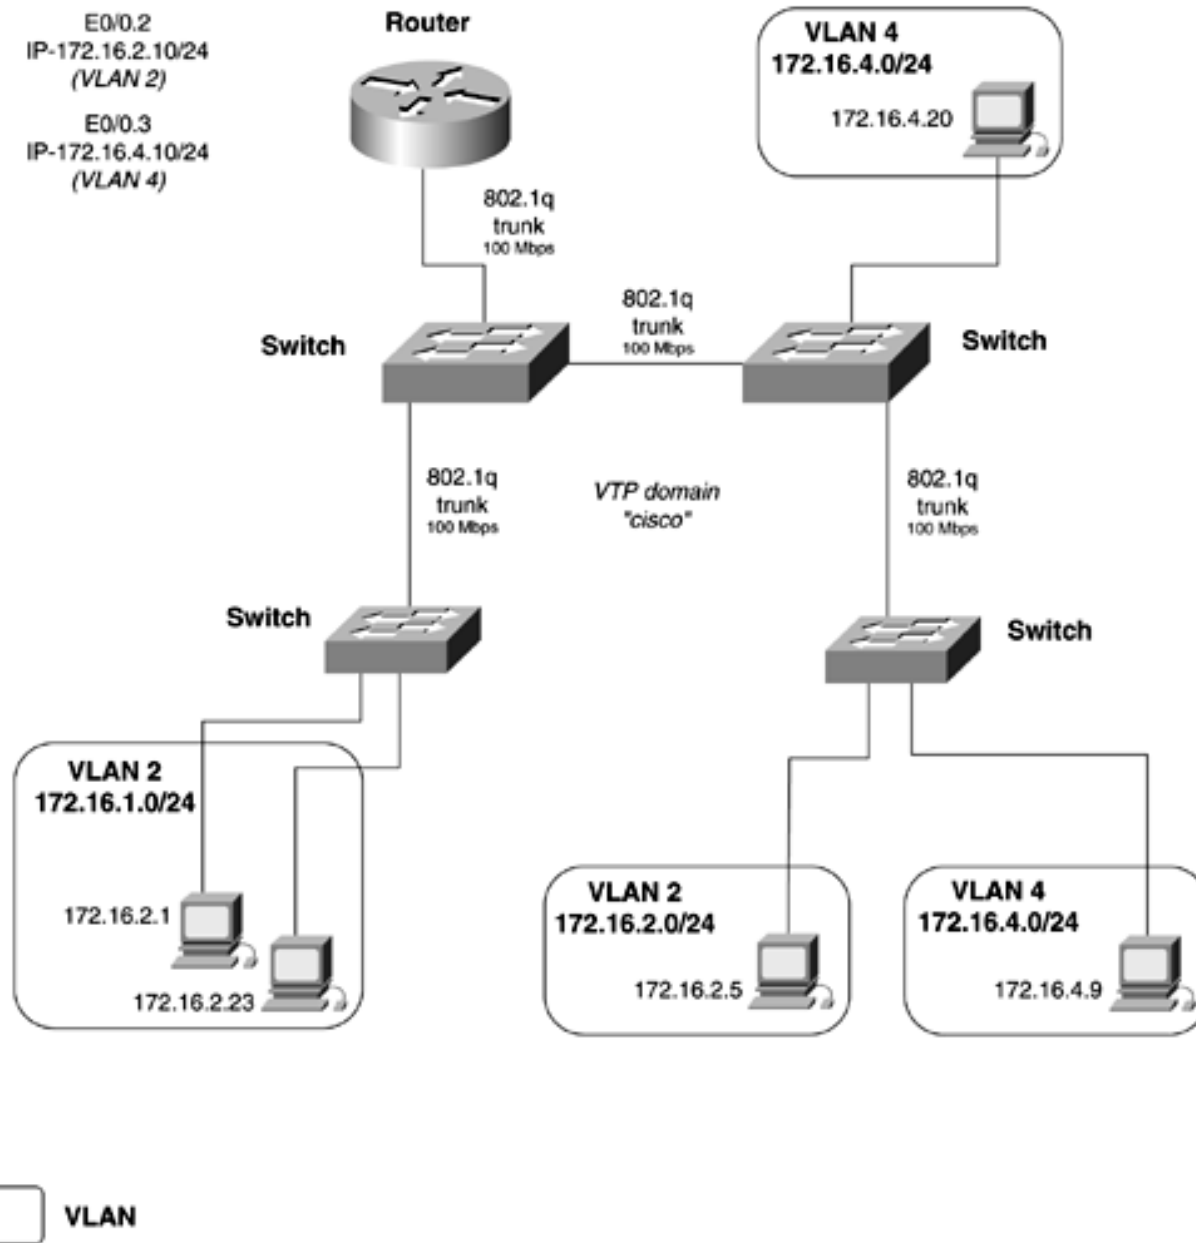 E0/0.2
IP-172.16.2.10/24
(VLAN 2)
E0/0.3
IP-172.16.4.10/24
(VLAN 4)
Router
VLAN 4
172.16.4.0/24
172.16.4.20
802.1q
trunk
100 Mbps
802.1q
trunk
100 Mbps
Switch
Switch
802.1q
trunk
100 Mbps
VTP domain
"cisco"
802.1q
trunk
100 Mbps
Switch
Switch
VLAN 2
172.16.1.0/24
172.16.2.1
172.16.2.23
VLAN 2
172.16.2.0/24
172.16.2.5
VLAN 4
172.16.4.0/24
172.16.4.9
VLAN